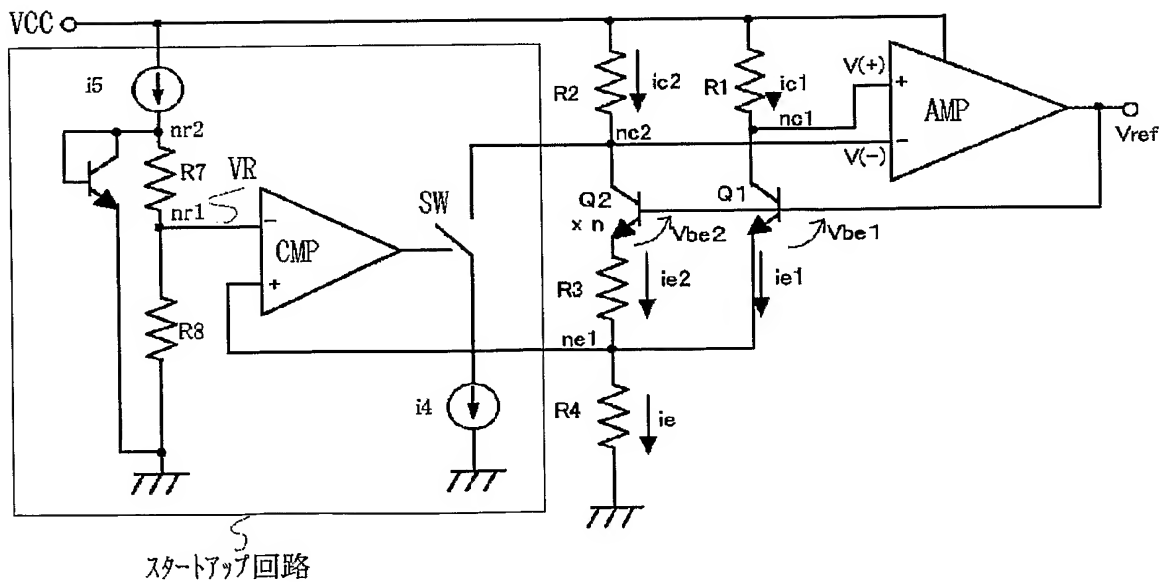 VCC
i5
nr2
R7
VR
nr1
R8
CMP
SW
i4
R2
ic2
nc2
R1
ic1
nc1
V(+)
+
AMP
V(-)
-
Vref
Q2
x n
Q1
Vbe2
Vbe1
R3
ie2
ie1
ne1
R4
ie
-
+
スタートアップ回路